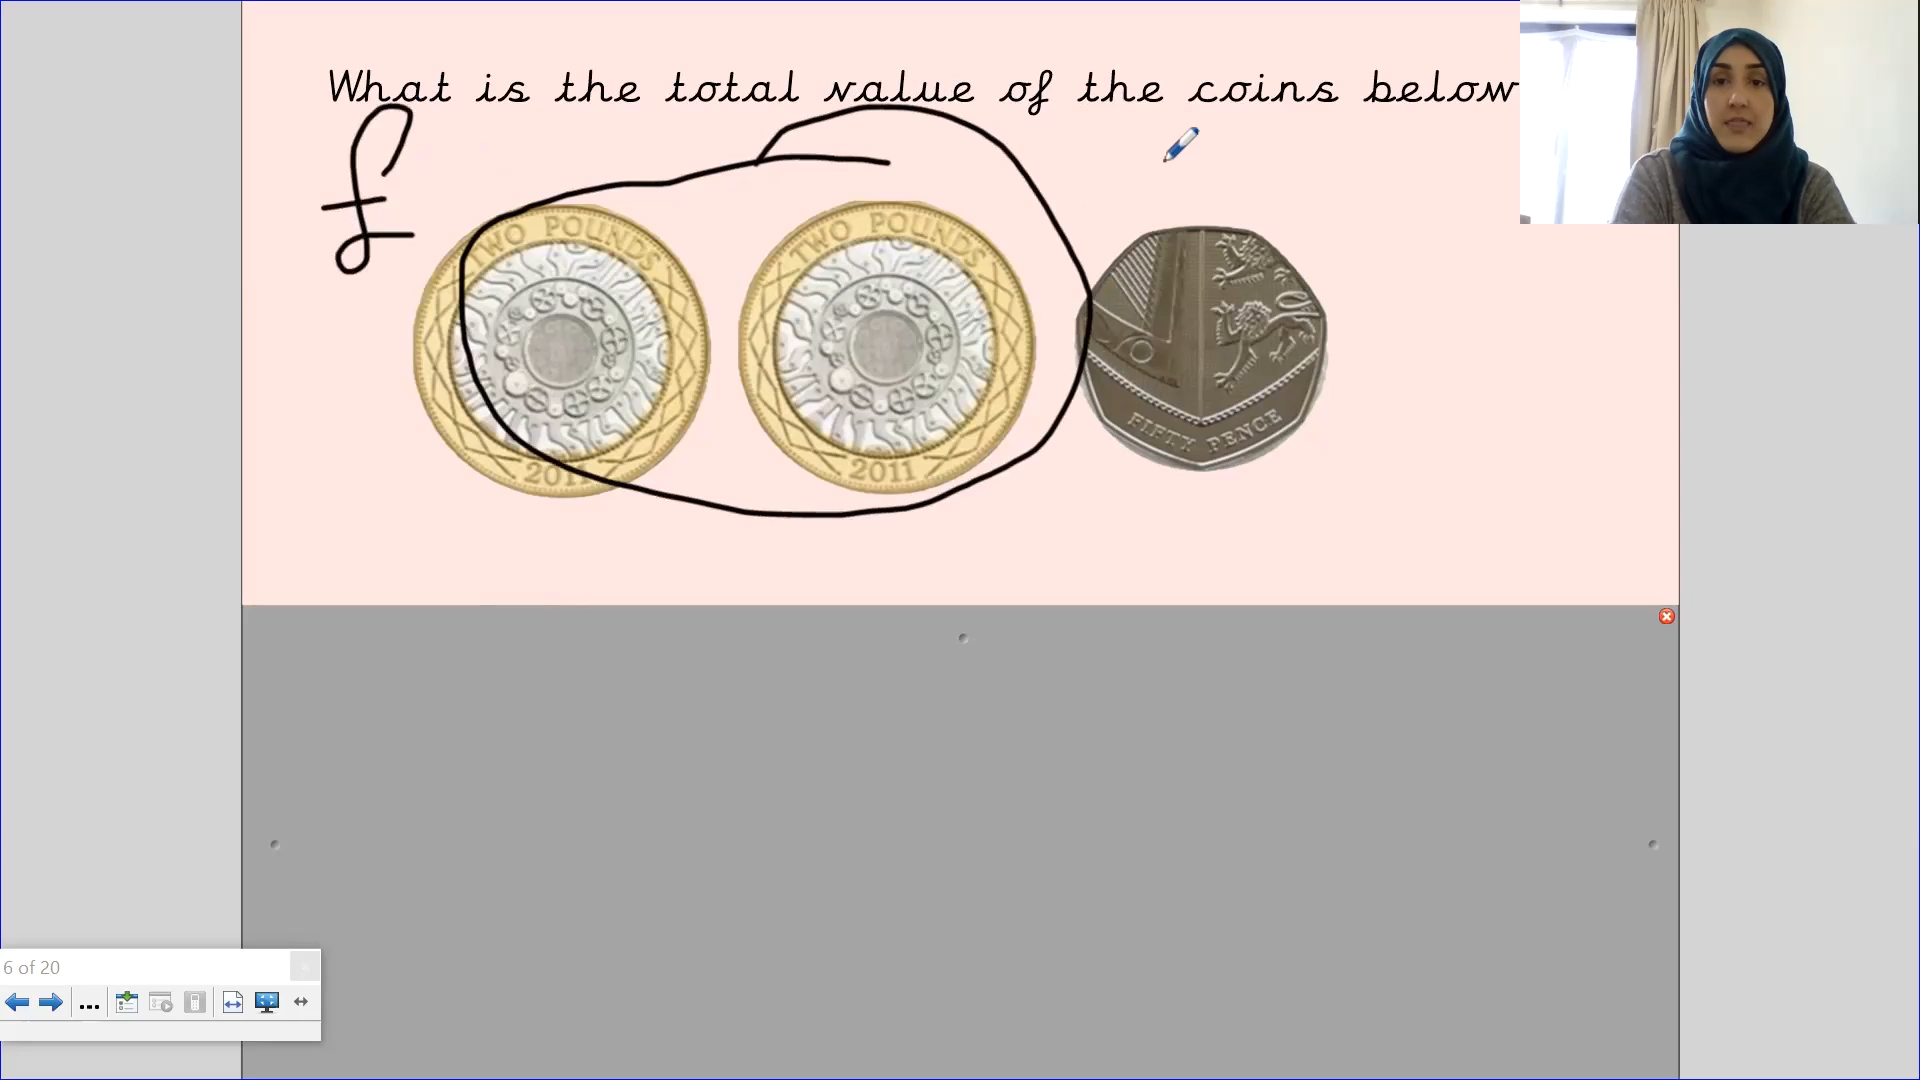 What is the total value of the coins below
£
TWO POUNDS
2011
TWO POUNDS
2011
FIFTY PENCE
6 of 20
...